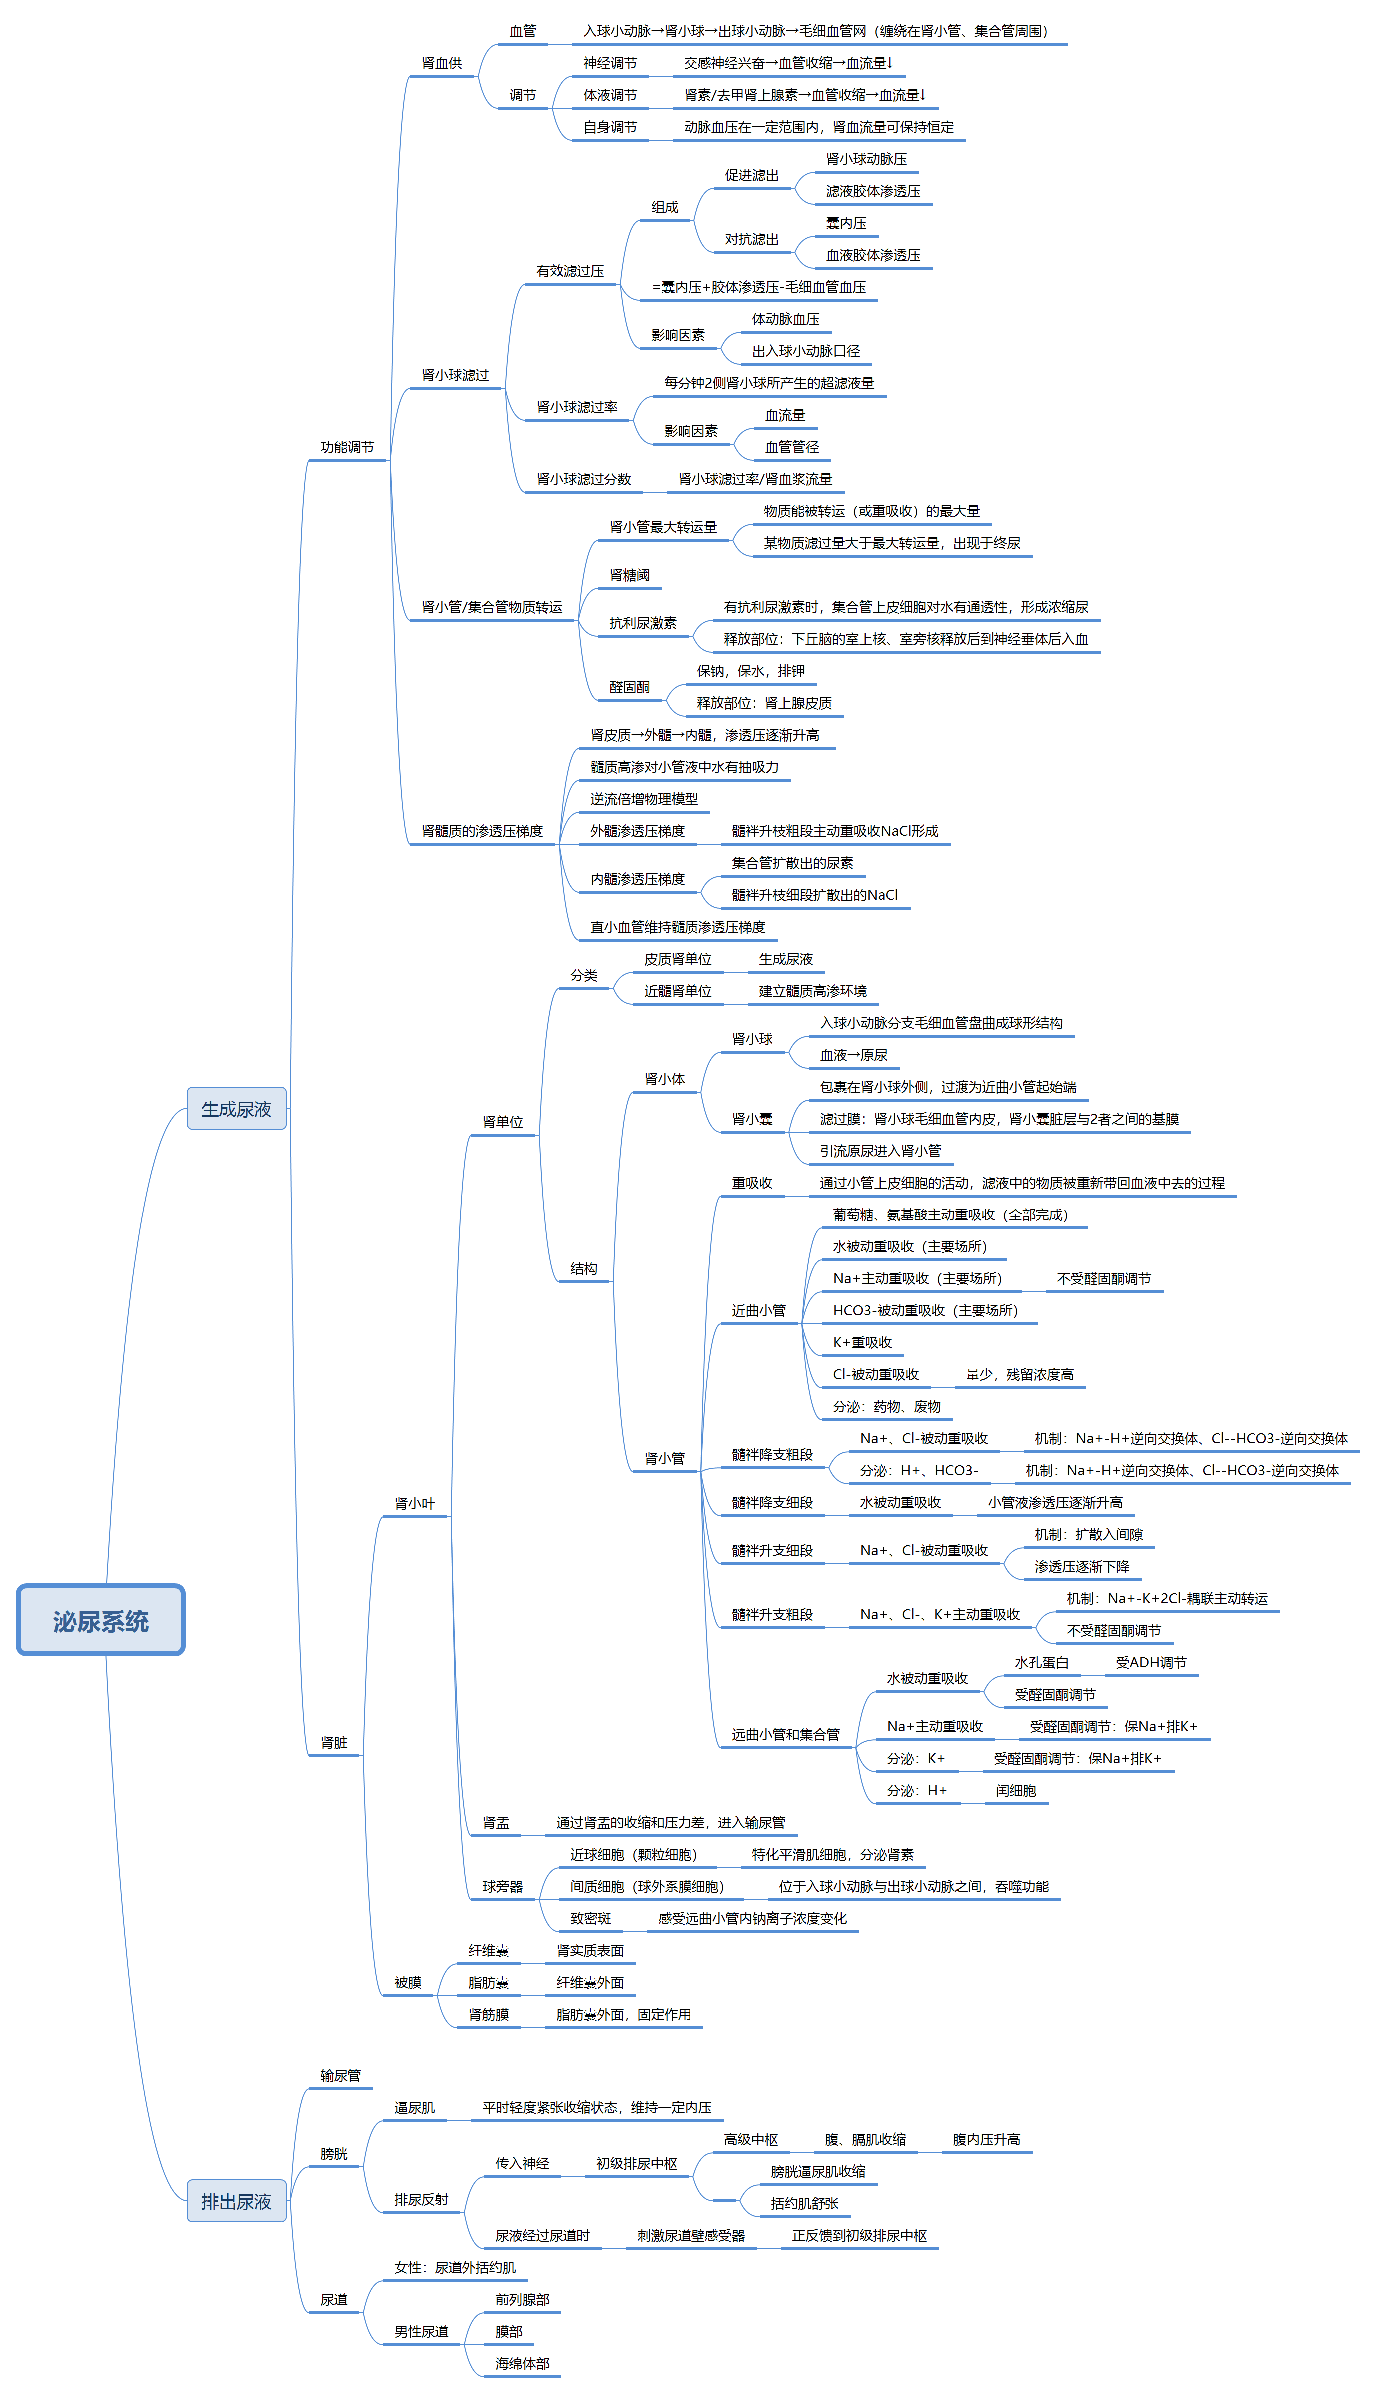 泌尿系统
生成尿液
功能调节
肾血供
血管
入球小动脉→肾小球→出球小动脉→毛细血管网（缠绕在肾小管、集合管周围）
调节
神经调节
交感神经兴奋→血管收缩→血流量↓
体液调节
肾素/去甲肾上腺素→血管收缩→血流量↓
自身调节
动脉血压在一定范围内，肾血流量可保持恒定
肾小球滤过
有效滤过压
组成
促进滤出
肾小球动脉压
滤液胶体渗透压
对抗滤出
囊内压
血液胶体渗透压
=囊内压+胶体渗透压-毛细血管血压
影响因素
体动脉血压
出入球小动脉口径
肾小球滤过率
每分钟2侧肾小球所产生的超滤液量
影响因素
血流量
血管管径
肾小球滤过分数
肾小球滤过率/肾血浆流量
肾小管/集合管物质转运
肾小管最大转运量
物质能被转运（或重吸收）的最大量
某物质滤过量大于最大转运量，出现于终尿
肾糖阈
抗利尿激素
有抗利尿激素时，集合管上皮细胞对水有通透性，形成浓缩尿
释放部位：下丘脑的室上核、室旁核释放后到神经垂体后入血
醛固酮
保钠，保水，排钾
释放部位：肾上腺皮质
肾髓质的渗透压梯度
肾皮质→外髓→内髓，渗透压逐渐升高
髓质高渗对小管液中水有抽吸力
逆流倍增物理模型
外髓渗透压梯度
髓袢升枝粗段主动重吸收NaCl形成
内髓渗透压梯度
集合管扩散出的尿素
髓袢升枝细段扩散出的NaCl
直小血管维持髓质渗透压梯度
肾脏
肾小叶
肾单位
分类
皮质肾单位
生成尿液
近髓肾单位
建立髓质高渗环境
结构
肾小体
肾小球
入球小动脉分支毛细血管盘曲成球形结构
血液→原尿
肾小囊
包裹在肾小球外侧，过渡为近曲小管起始端
滤过膜：肾小球毛细血管内皮，肾小囊脏层与2者之间的基膜
引流原尿进入肾小管
肾小管
重吸收
通过小管上皮细胞的活动，滤液中的物质被重新带回血液中去的过程
近曲小管
葡萄糖、氨基酸主动重吸收（全部完成）
水被动重吸收（主要场所）
Na+主动重吸收（主要场所）
不受醛固酮调节
HCO3-被动重吸收（主要场所）
K+重吸收
Cl-被动重吸收
量少，残留浓度高
分泌：药物、废物
髓袢降支粗段
Na+、Cl-被动重吸收
机制：Na+-H+逆向交换体、Cl--HCO3-逆向交换体
分泌：H+、HCO3-
机制：Na+-H+逆向交换体、Cl--HCO3-逆向交换体
髓袢降支细段
水被动重吸收
小管液渗透压逐渐升高
髓袢升支细段
Na+、Cl-被动重吸收
机制：扩散入间隙
渗透压逐渐下降
髓袢升支粗段
Na+、Cl-、K+主动重吸收
机制：Na+-K+2Cl-耦联主动转运
不受醛固酮调节
远曲小管和集合管
水被动重吸收
水孔蛋白
受ADH调节
受醛固酮调节
Na+主动重吸收
受醛固酮调节：保Na+排K+
分泌：K+
受醛固酮调节：保Na+排K+
分泌：H+
闰细胞
肾盂
通过肾盂的收缩和压力差，进入输尿管
球旁器
近球细胞（颗粒细胞）
特化平滑肌细胞，分泌肾素
间质细胞（球外系膜细胞）
位于入球小动脉与出球小动脉之间，吞噬功能
致密斑
感受远曲小管内钠离子浓度变化
被膜
纤维囊
肾实质表面
脂肪囊
纤维囊外面
肾筋膜
脂肪囊外面，固定作用
排出尿液
输尿管
膀胱
逼尿肌
平时轻度紧张收缩状态，维持一定内压
排尿反射
传入神经
初级排尿中枢
高级中枢
腹、膈肌收缩
腹内压升高
膀胱逼尿肌收缩
括约肌舒张
尿液经过尿道时
刺激尿道壁感受器
正反馈到初级排尿中枢
尿道
女性：尿道外括约肌
男性尿道
前列腺部
膜部
海绵体部